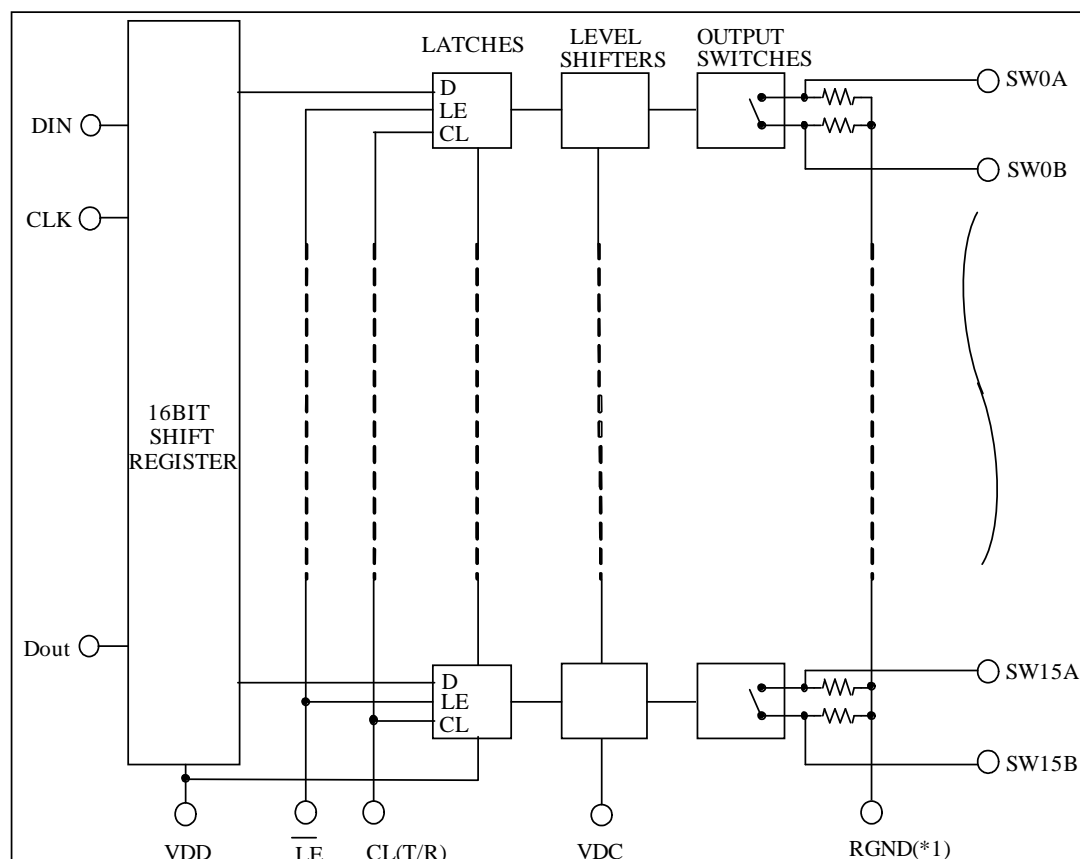 LATCHES
LEVEL
SHIFTERS
OUTPUT
SWITCHES
D
LE
CL
SW0A
DIN
SW0B
CLK
16BIT
SHIFT
REGISTER
Dout
D
LE
CL
SW15A
SW15B
VDD
LE
CL(T/R)
VDC
RGND(*1)